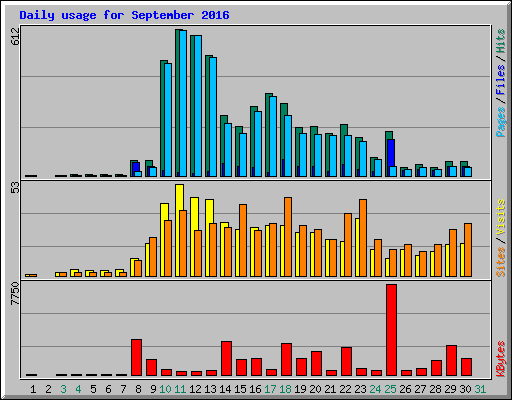 Daily usage for September 2016
612
Pages / Files / Hits
53
Sites / Visits
7750
KBytes
1 2 3 4 5 6 7 8 9 10 11 12 13 14 15 16 17 18 19 20 21 22 23 24 25 26 27 28 29 30 31